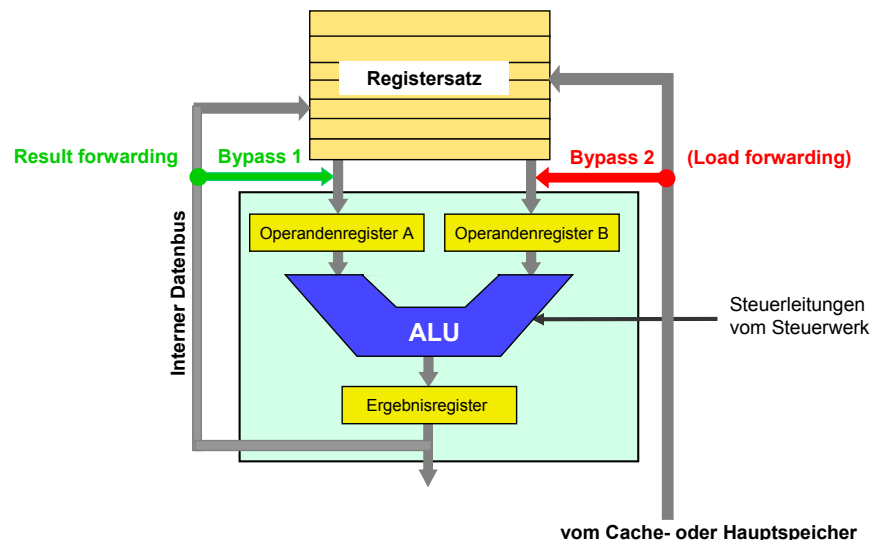 Registersatz
Result forwarding
Bypass 1
Bypass 2
(Load forwarding)
Interner Datenbus
Operandenregister A
Operandenregister B
ALU
Steuerleitungen
vom Steuerwerk
Ergebnisregister
vom Cache- oder Hauptspeicher